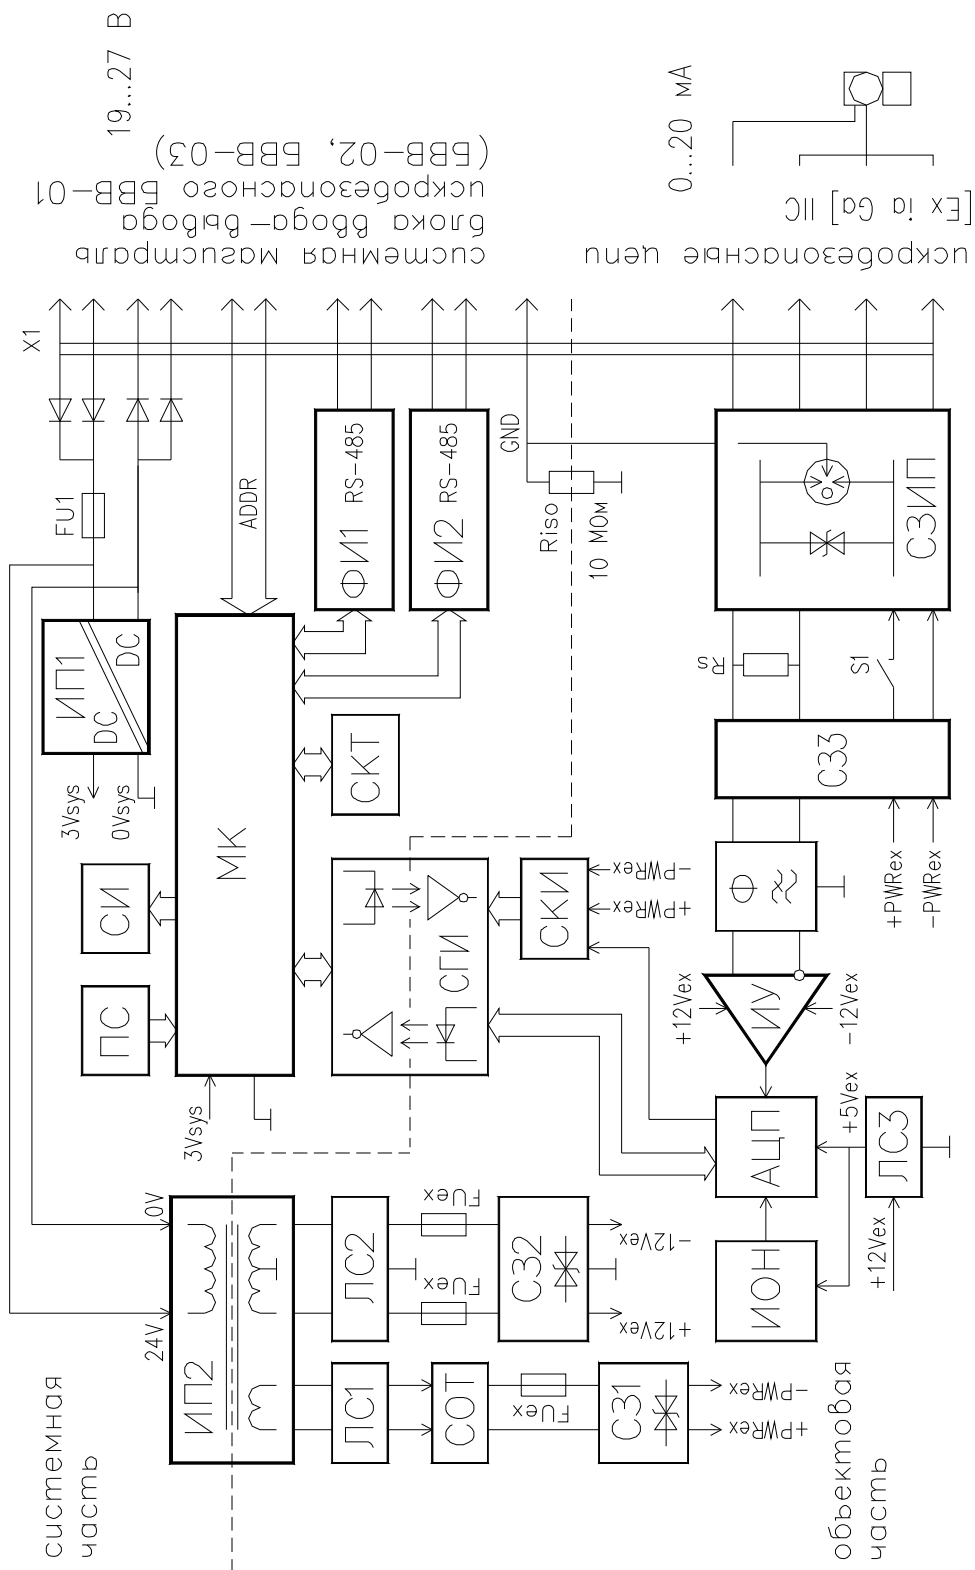 системная
часть
24V
0V
ИП2
ЛС1
ЛС2
СОТ
FUex
FUex
FUex
СЗ1
СЗ2
+PWRex
-PWRex
+12Vex
-12Vex
объектовая
часть
ПС
СИ
МК
3Vsys
3Vsys
0Vsys
ИП1
DC
DC
FU1
X1
19...27 В
ADDR
СКТ
ФИ1
RS-485
ФИ2
RS-485
системная магистраль
блока ввода-вывода
искробезопасного БВВ-01
(БВВ-02, БВВ-03)
СГИ
СКИ
+PWRex
-PWRex
GND
Riso
10 МОм
ИОН
АЦП
ЛС3
+12Vex
+5Vex
ИУ
+12Vex
-12Vex
Ф
СЗ3
+PWRex
-PWRex
Rs
S1
СЗИП
искробезопасные цепи
[Ex ia Ga] IIC
0...20 мА